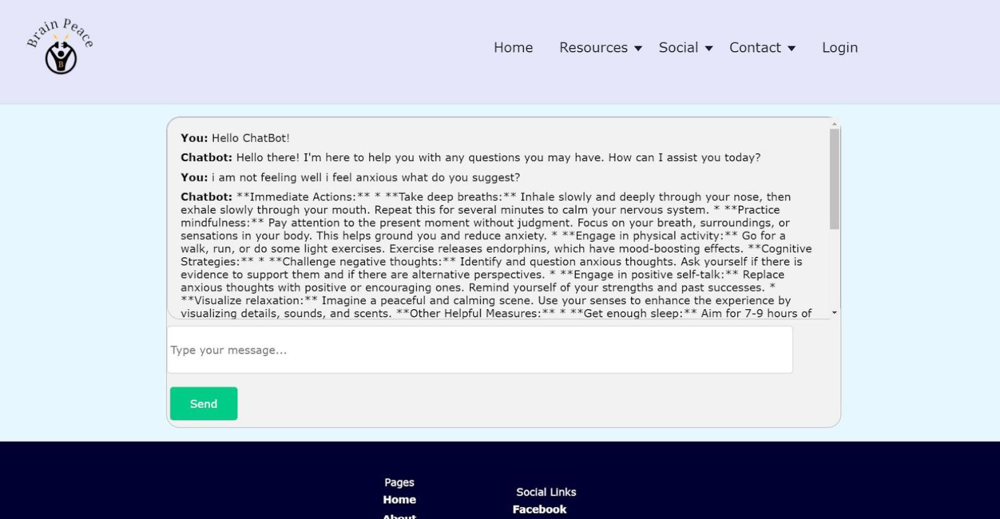 Brain Peace
B
Home Resources Social Contact Login
You: Hello ChatBot!
Chatbot: Hello there! I'm here to help you with any questions you may have. How can I assist you today?
You: i am not feeling well i feel anxious what do you suggest?
Chatbot: **Immediate Actions:** * **Take deep breaths:** Inhale slowly and deeply through your nose, then
exhale slowly through your mouth. Repeat this for several minutes to calm your nervous system. * **Practice
mindfulness:** Pay attention to the present moment without judgment. Focus on your breath, surroundings, or
sensations in your body. This helps ground you and reduce anxiety. * **Engage in physical activity:** Go for a
walk, run, or do some light exercises. Exercise releases endorphins, which have mood-boosting effects. **Cognitive
Strategies:** * **Challenge negative thoughts:** Identify and question anxious thoughts. Ask yourself if there is
evidence to support them and if there are alternative perspectives. * **Engage in positive self-talk:** Replace
anxious thoughts with positive or encouraging ones. Remind yourself of your strengths and past successes. *
**Visualize relaxation:** Imagine a peaceful and calming scene. Use your senses to enhance the experience by
visualizing details, sounds, and scents. **Other Helpful Measures:** * **Get enough sleep:** Aim for 7-9 hours of
Type your message...
Send
Pages
Home
About
Social Links
Facebook